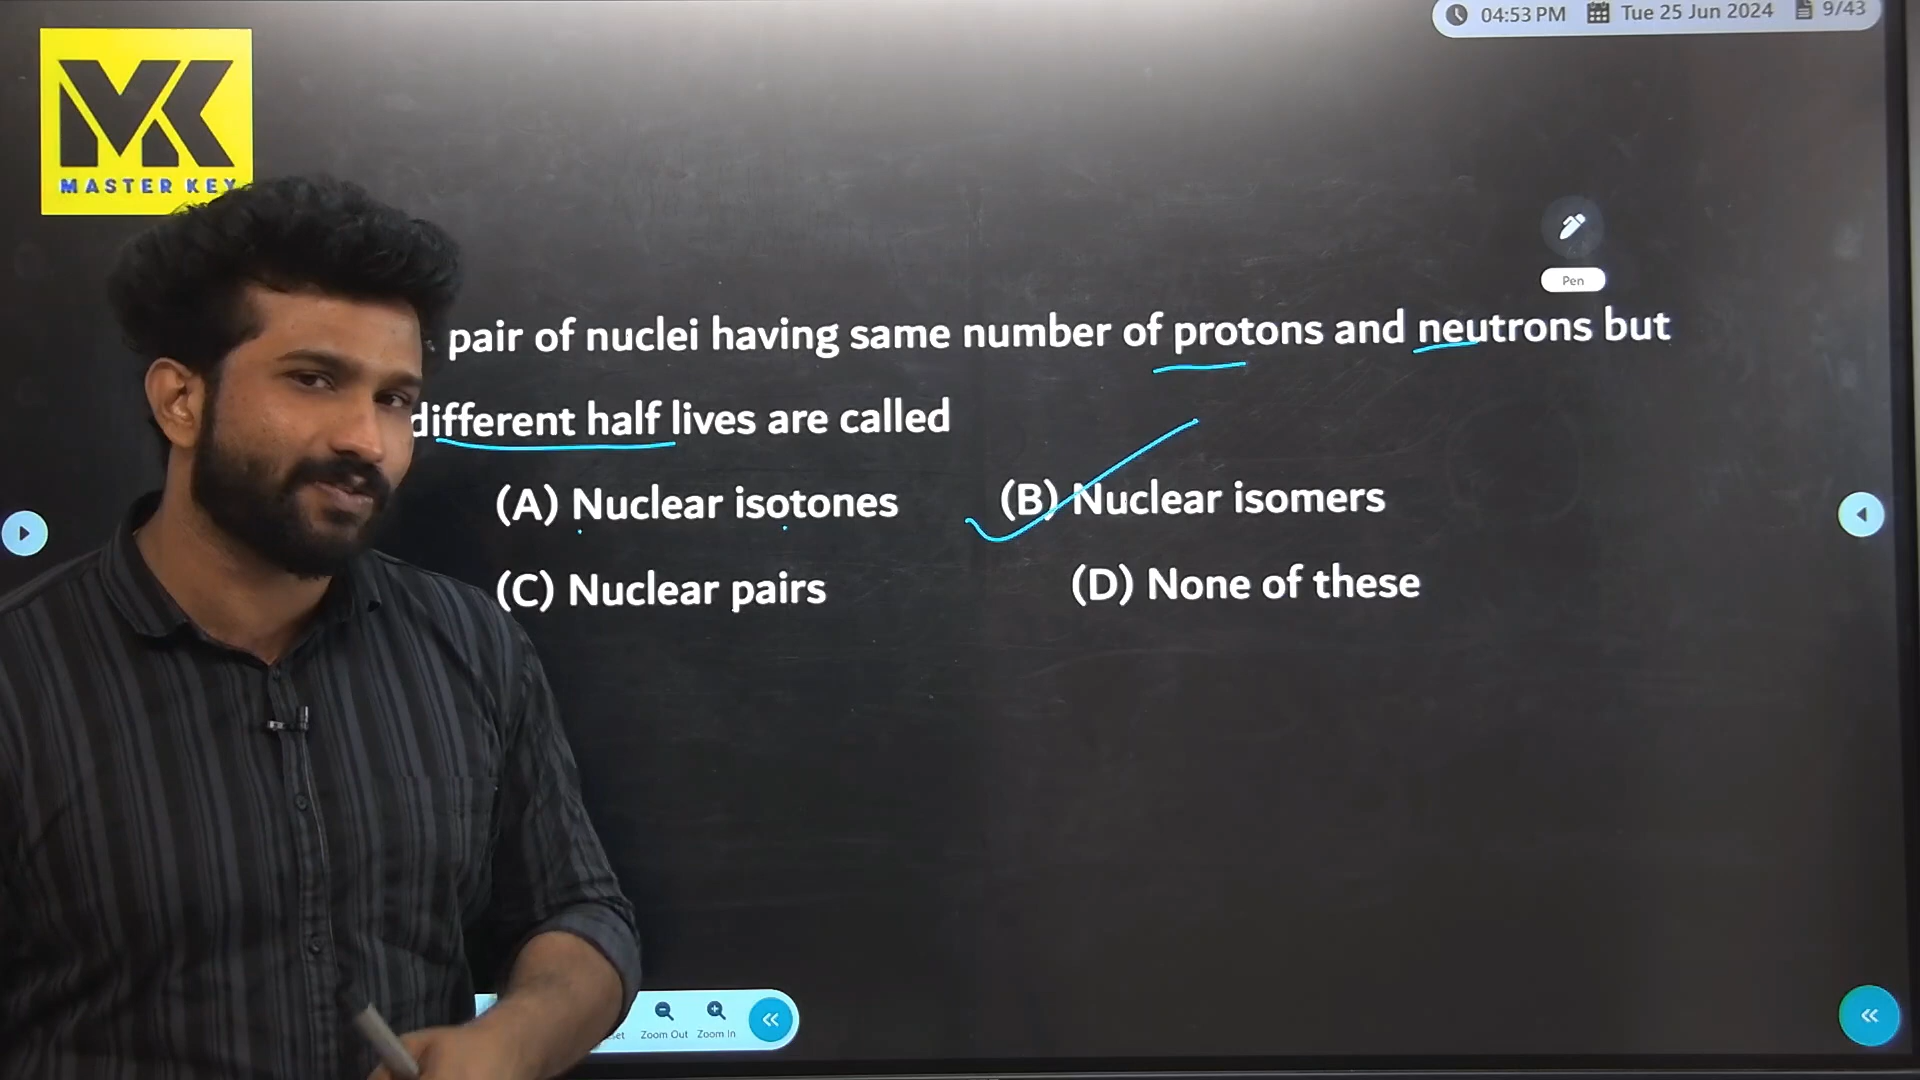 04:53 PM Tue 25 Jun 2024 9/43
MK
MASTER KEY
Pen
pair of nuclei having same number of protons and neutrons but
different half lives are called
(A) Nuclear isotones (B) Nuclear isomers
(C) Nuclear pairs (D) None of these
Zoom Out Zoom In